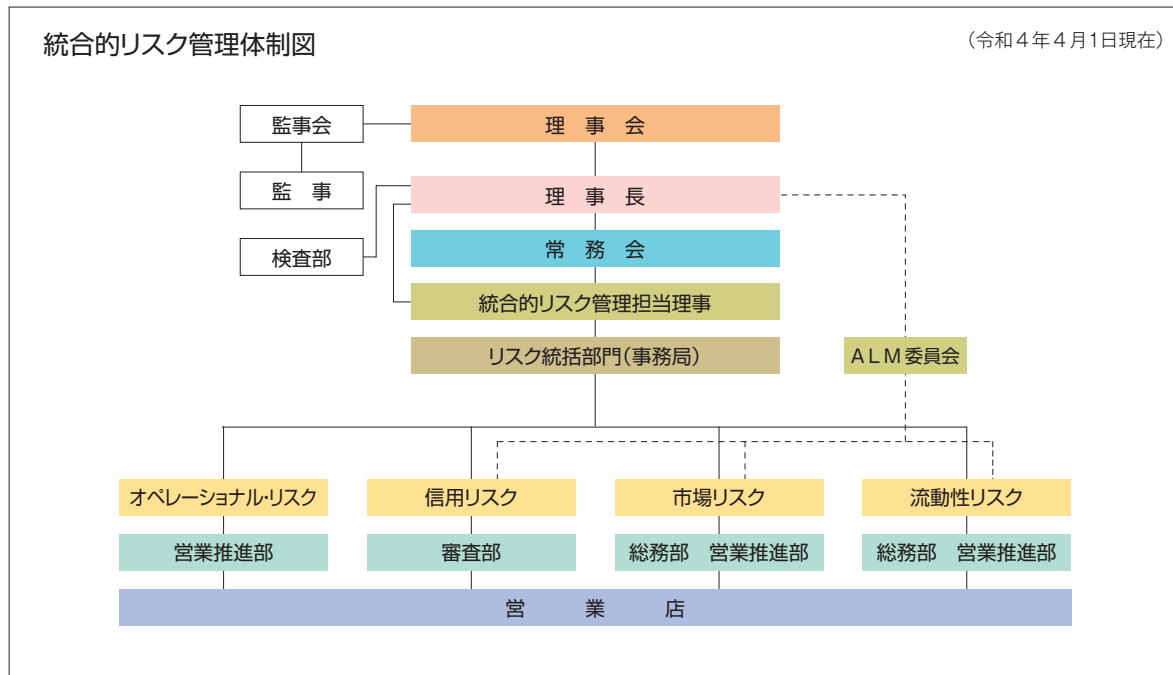 統合的リスク管理体制図
(令和4年4月1日現在)
監事会
理 事 会
監 事
理 事 長
検査部
常 務 会
統合的リスク管理担当理事
リスク統括部門(事務局)
ALM委員会
オペレーショナル・リスク
信用リスク
市場リスク
流動性リスク
営業推進部
審査部
総務部 営業推進部
総務部 営業推進部
営 業 店